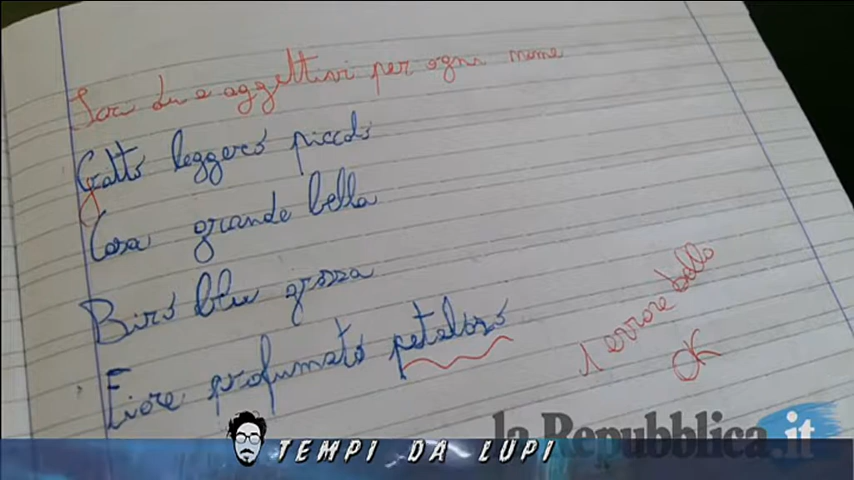 due aggettivi per ogni nome
Gatto leggero piccolo
Casa grande bella
Biro blu grossa
Fiore profumato petaloso
1 errore bello
OK
la Repubblica.it
TEMPI DA LUPI